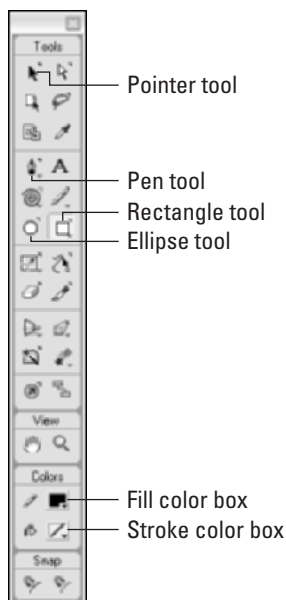 Tools
Pointer tool
A
Pen tool
Rectangle tool
Ellipse tool
View
Colors
Fill color box
Stroke color box
Snap